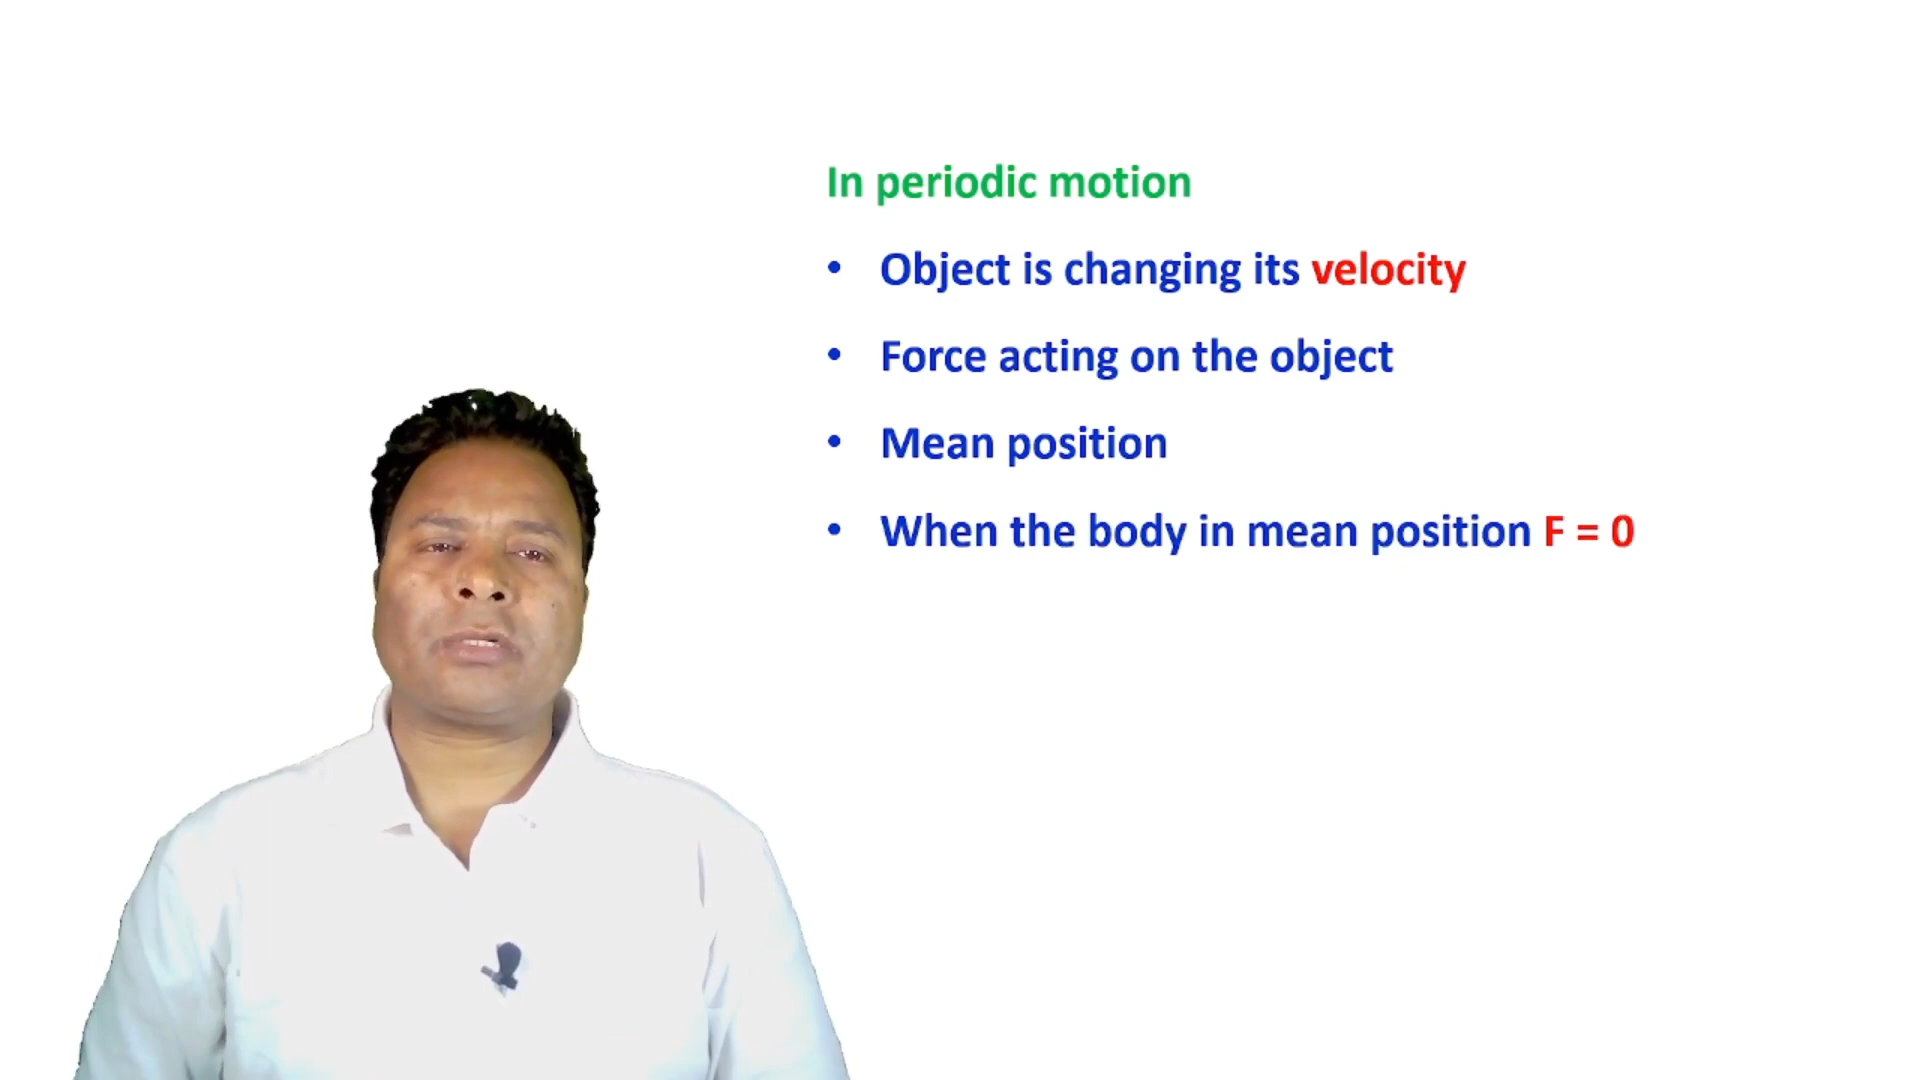 In periodic motion
• Object is changing its velocity
• Force acting on the object
• Mean position
• When the body in mean position F = 0